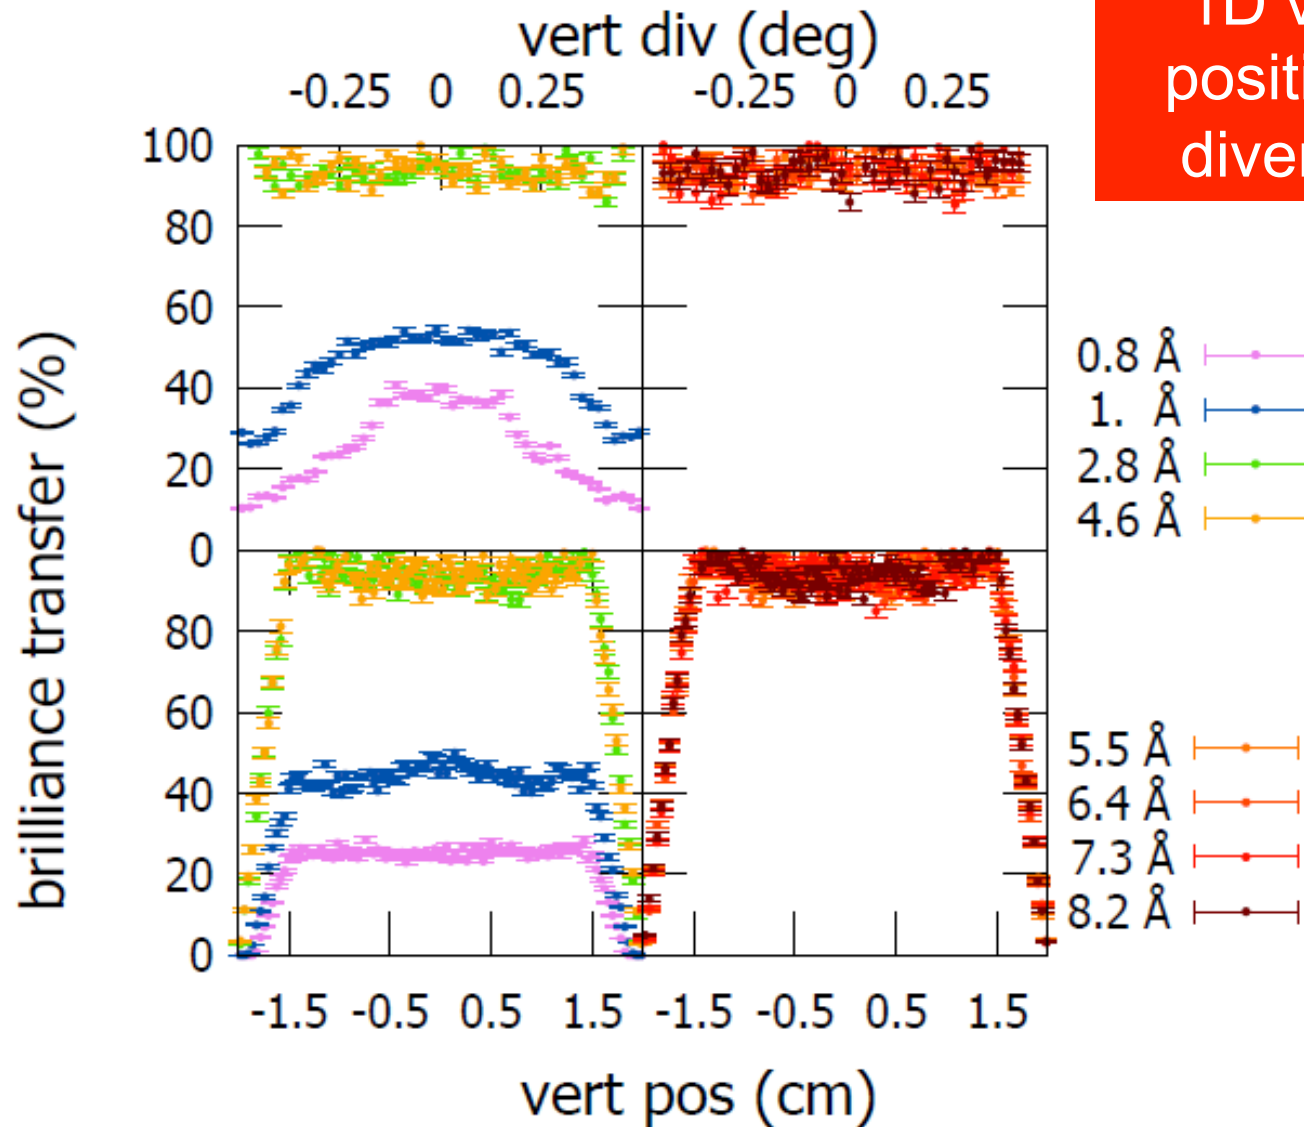 vert div (deg)
-0.25 0 0.25 -0.25 0 0.25
1D
positi
diver
100
80
60
40
20
0
80
60
40
20
0
brilliance transfer (%)
0.8 Å
1. Å
2.8 Å
4.6 Å
5.5 Å
6.4 Å
7.3 Å
8.2 Å
-1.5 -0.5 0.5 1.5 -1.5 -0.5 0.5 1.5
vert pos (cm)